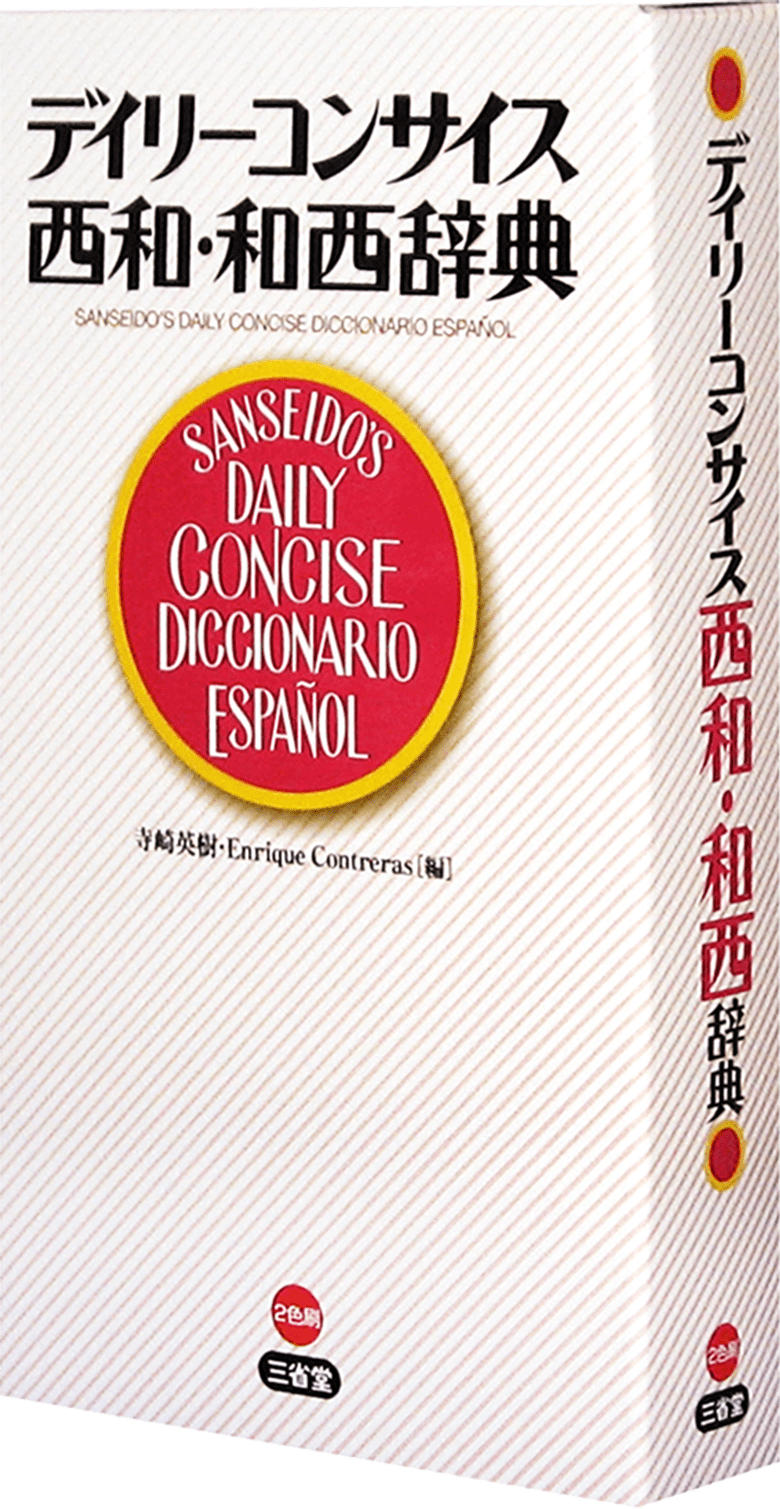 デイリーコンサイス
西和・和西辞典
SANSEIDO'S DAILY CONCISE DICCIONARIO ESPAÑOL
SANSEIDO'S
DAILY
CONCISE
DICCIONARIO
ESPAÑOL
寺崎英樹・Enrique Contreras[編]
2色刷
三省堂
デイリーコンサイス西和・和西辞典
2色刷
三省堂